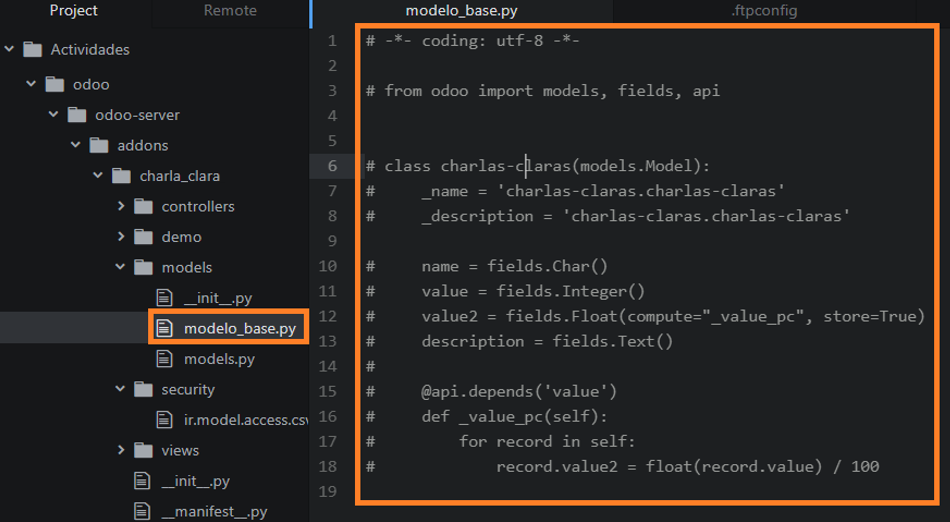 Project
Remote
modelo_base.py
.ftpconfig
Actividades
odoo
odoo-server
addons
charla_clara
controllers
demo
models
__init__.py
modelo_base.py
models.py
security
ir.model.access.csv
views
__init__.py
__manifest__.py
1 # -*- coding: utf-8 -*-
2
3 # from odoo import models, fields, api
4
5
6 # class charlas-claras(models.Model):
7 #     _name = 'charlas-claras.charlas-claras'
8 #     _description = 'charlas-claras.charlas-claras'
9
10 #     name = fields.Char()
11 #     value = fields.Integer()
12 #     value2 = fields.Float(compute="_value_pc", store=True)
13 #     description = fields.Text()
14 #
15 #     @api.depends('value')
16 #     def _value_pc(self):
17 #         for record in self:
18 #             record.value2 = float(record.value) / 100
19